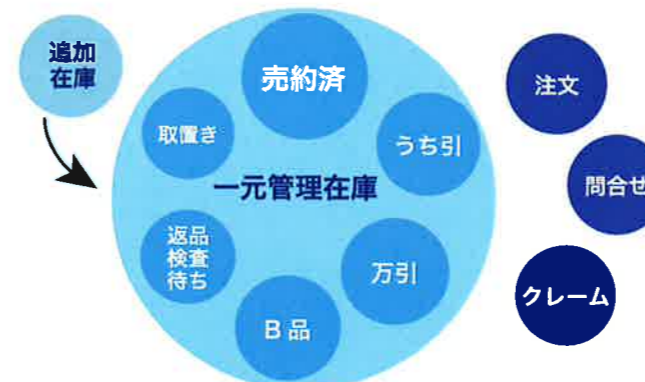 追加
在庫
売約済
取置き
うち引
一元管理在庫
返品
検査
待ち
万引
B品
注文
問合せ
クレーム